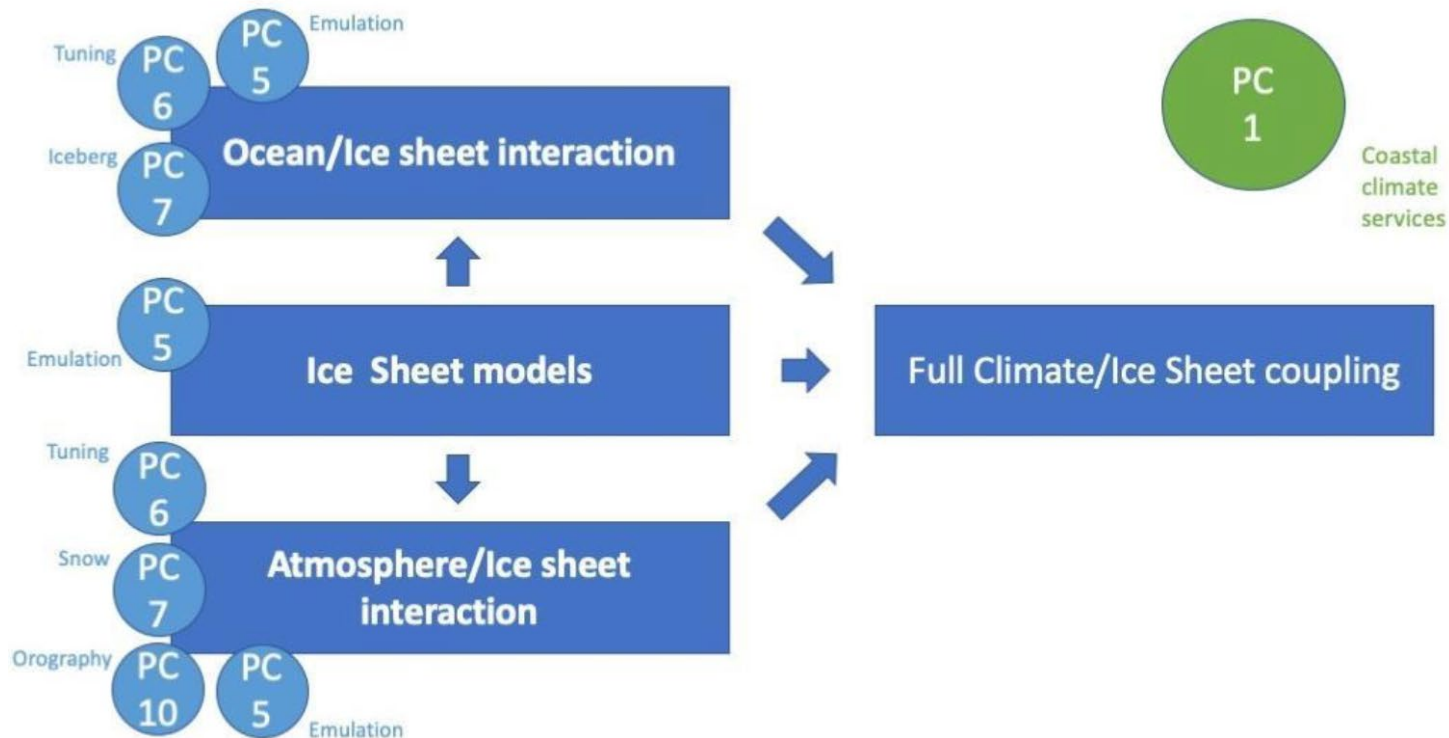 Emulation
PC
5
Tuning
PC
6
Iceberg
PC
7
Ocean/Ice sheet interaction
PC
1
Coastal
climate
services
PC
5
Emulation
Ice Sheet models
Full Climate/Ice Sheet coupling
Tuning
PC
6
Snow
PC
7
Atmosphere/Ice sheet
interaction
Orography
PC
10
PC
5
Emulation